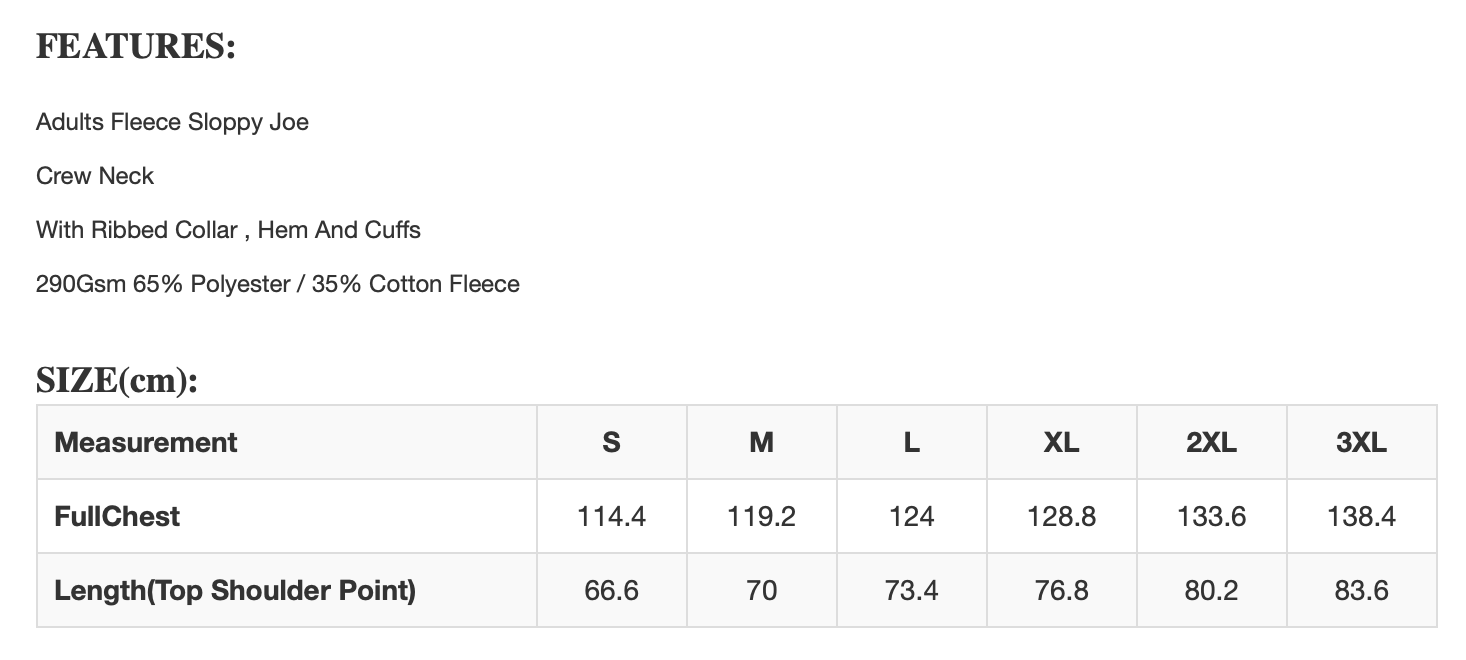 FEATURES:
Adults Fleece Sloppy Joe
Crew Neck
With Ribbed Collar , Hem And Cuffs
290Gsm 65% Polyester / 35% Cotton Fleece
SIZE(cm):
Measurement S M L XL 2XL 3XL
FullChest 114.4 119.2 124 128.8 133.6 138.4
Length(Top Shoulder Point) 66.6 70 73.4 76.8 80.2 83.6